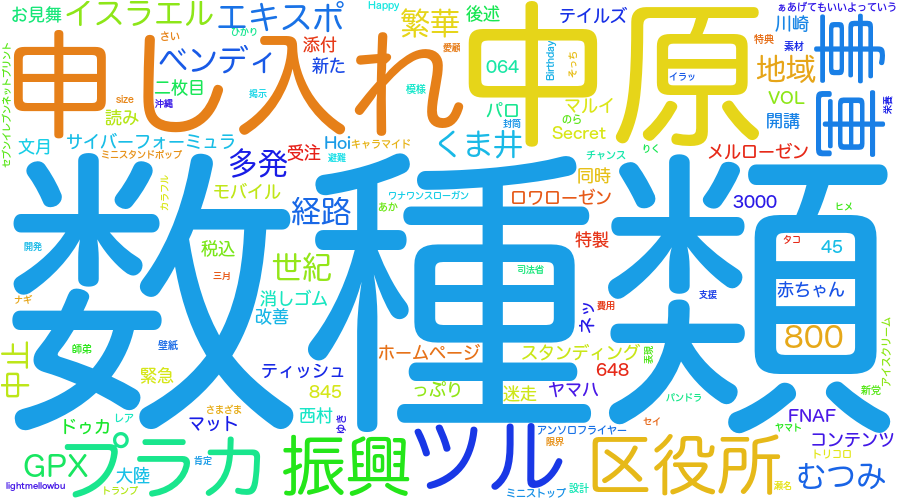 お見舞
イスラエル
エキスポ
Happy
繁華
後述
テイルズ
ぁあげてもいいよっていう
川崎
ひかり
さい
添付
愛爺
中原
Birthday
そっち
特典
素材
車
申し入れ
ベンディ
新た
064
イラッ
地域
セブンイレブンネットプリント
二枚目
size
沖縄
掲示
模様
パロ
マルイ
VOL
栄養
読み
封筒
のら
開講
文月
サイバーフォーミュラ
Hoi
くま井
Secret
ミニスタンドポップ
多発
受注
避難
キャラマイド
チャンス
りく
メルローゼン
数種類
カラフル
モバイル
経路
あか
ワナワンスローガン
ロワローゼン
同時
3000
ヒメ
開発
税込
特製
タコ
45
世紀
三月
司法省
ナギ
消しゴム
支援
赤ちゃん
改善
費用
ネッ
800
師弟
壁紙
ホームページ
スタンディング
アイスクリーム
中止
緊急
ティッシュ
648
845
っぷり
迷走
ヤマハ
新党
パンドラ
さまざま
レア
ドゥカ
マット
西村
ゆき
アンソロフライヤー
セイ
FNAF
ヤマト
限界
コンテンツ
トリコロ
GPX
プラカ
肯定
振興
ツル
区役所
大陸
むつみ
lightmellowbu
トランプ
ミニストップ
設計
瀬名